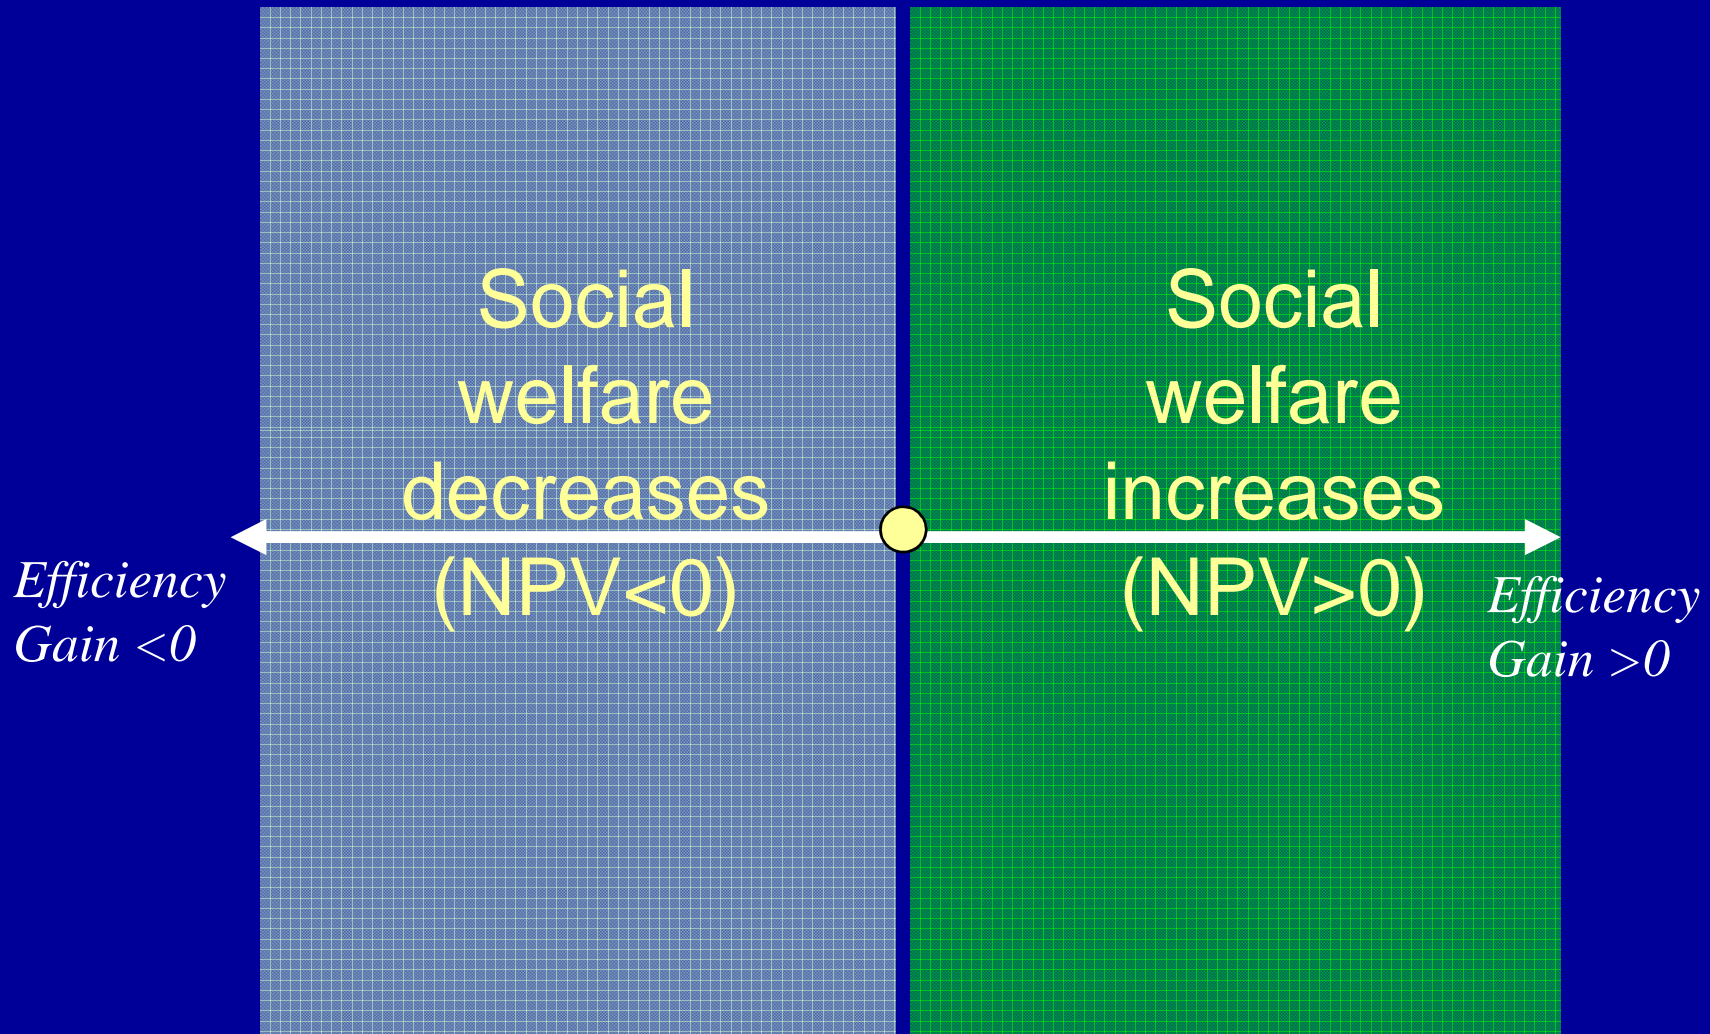 Social
welfare
decreases
(NPV<0)
Social
welfare
increases
(NPV>0)
Efficiency
Gain <0
Efficiency
Gain >0